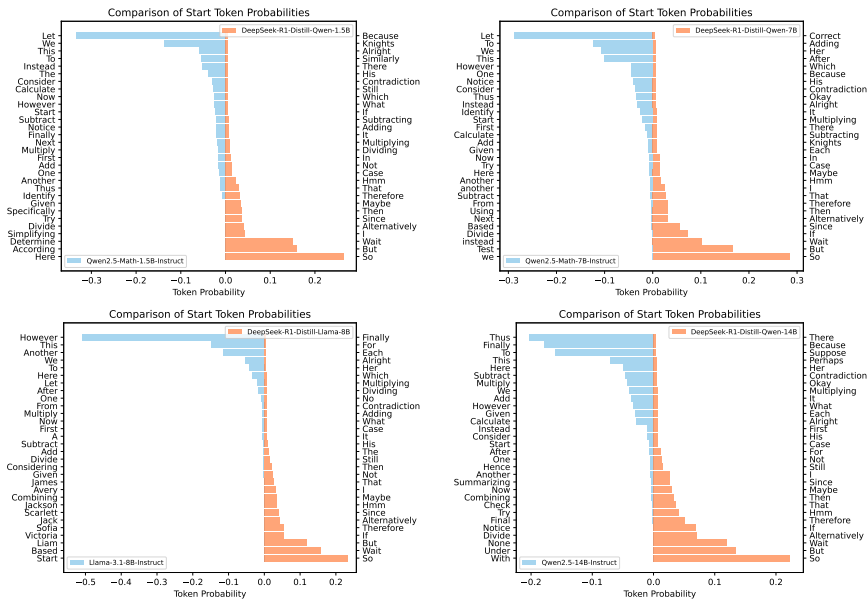 Comparison of Start Token Probabilities
DeepSeek-R1-Distill-Qwen-1.5B
Let
We
This
To
Instead
The
Consider
Calculate
Now
However
Start
Subtract
Notice
Finally
Next
Multiply
First
Add
One
Another
Thus
Identify
Given
Specifically
Try
Divide
Simplifying
Determine
According
Here
Because
Knights
Alright
Similarly
There
His
Contradiction
Still
Which
What
If
Subtracting
Adding
It
Multiplying
Dividing
In
Not
Case
Hmm
That
Therefore
Maybe
Then
Since
Alternatively
I
Wait
But
So
Qwen2.5-Math-1.5B-Instruct
−0.3 −0.2 −0.1 0.0 0.1 0.2
Token Probability
Comparison of Start Token Probabilities
DeepSeek-R1-Distill-Qwen-7B
Let
To
We
This
However
One
Notice
Consider
Thus
Instead
Identify
Start
First
Calculate
Add
Given
Now
Try
Here
Another
another
Subtract
From
Using
Next
Based
Divide
instead
Test
we
Correct
Adding
Her
After
Which
Because
His
Contradiction
Okay
Alright
It
Multiplying
There
Subtracting
Knights
Each
In
Case
Maybe
Hmm
I
That
Therefore
Then
Alternatively
Since
If
Wait
But
So
Qwen2.5-Math-7B-Instruct
−0.3 −0.2 −0.1 0.0 0.1 0.2 0.3
Token Probability
Comparison of Start Token Probabilities
DeepSeek-R1-Distill-Llama-8B
However
This
Another
We
To
Here
Let
After
One
From
Multiply
Now
First
A
Subtract
Add
Divide
Considering
Given
James
Avery
Combining
Jackson
Scarlett
Jack
Sofia
Victoria
Liam
Based
Start
Finally
For
Each
Alright
Her
Which
Multiplying
Dividing
No
Contradiction
Adding
What
Case
It
His
The
Still
Then
Not
That
I
Maybe
Hmm
Since
Alternatively
Therefore
If
But
Wait
So
Llama-3.1-8B-Instruct
−0.5 −0.4 −0.3 −0.2 −0.1 0.0 0.1 0.2
Token Probability
Comparison of Start Token Probabilities
DeepSeek-R1-Distill-Qwen-14B
Thus
Finally
To
This
Here
Subtract
Multiply
We
Add
However
Given
Calculate
Instead
Consider
Start
After
One
Hence
Another
Summarizing
Now
Combining
Check
Try
Final
Notice
Divide
None
Under
With
There
Because
Suppose
Perhaps
Her
Contradiction
Okay
Multiplying
It
What
Each
Alright
First
His
Case
For
Not
Still
I
Since
Maybe
Then
That
Hmm
Therefore
If
Alternatively
Wait
But
So
Qwen2.5-14B-Instruct
−0.2 −0.1 0.0 0.1 0.2
Token Probability